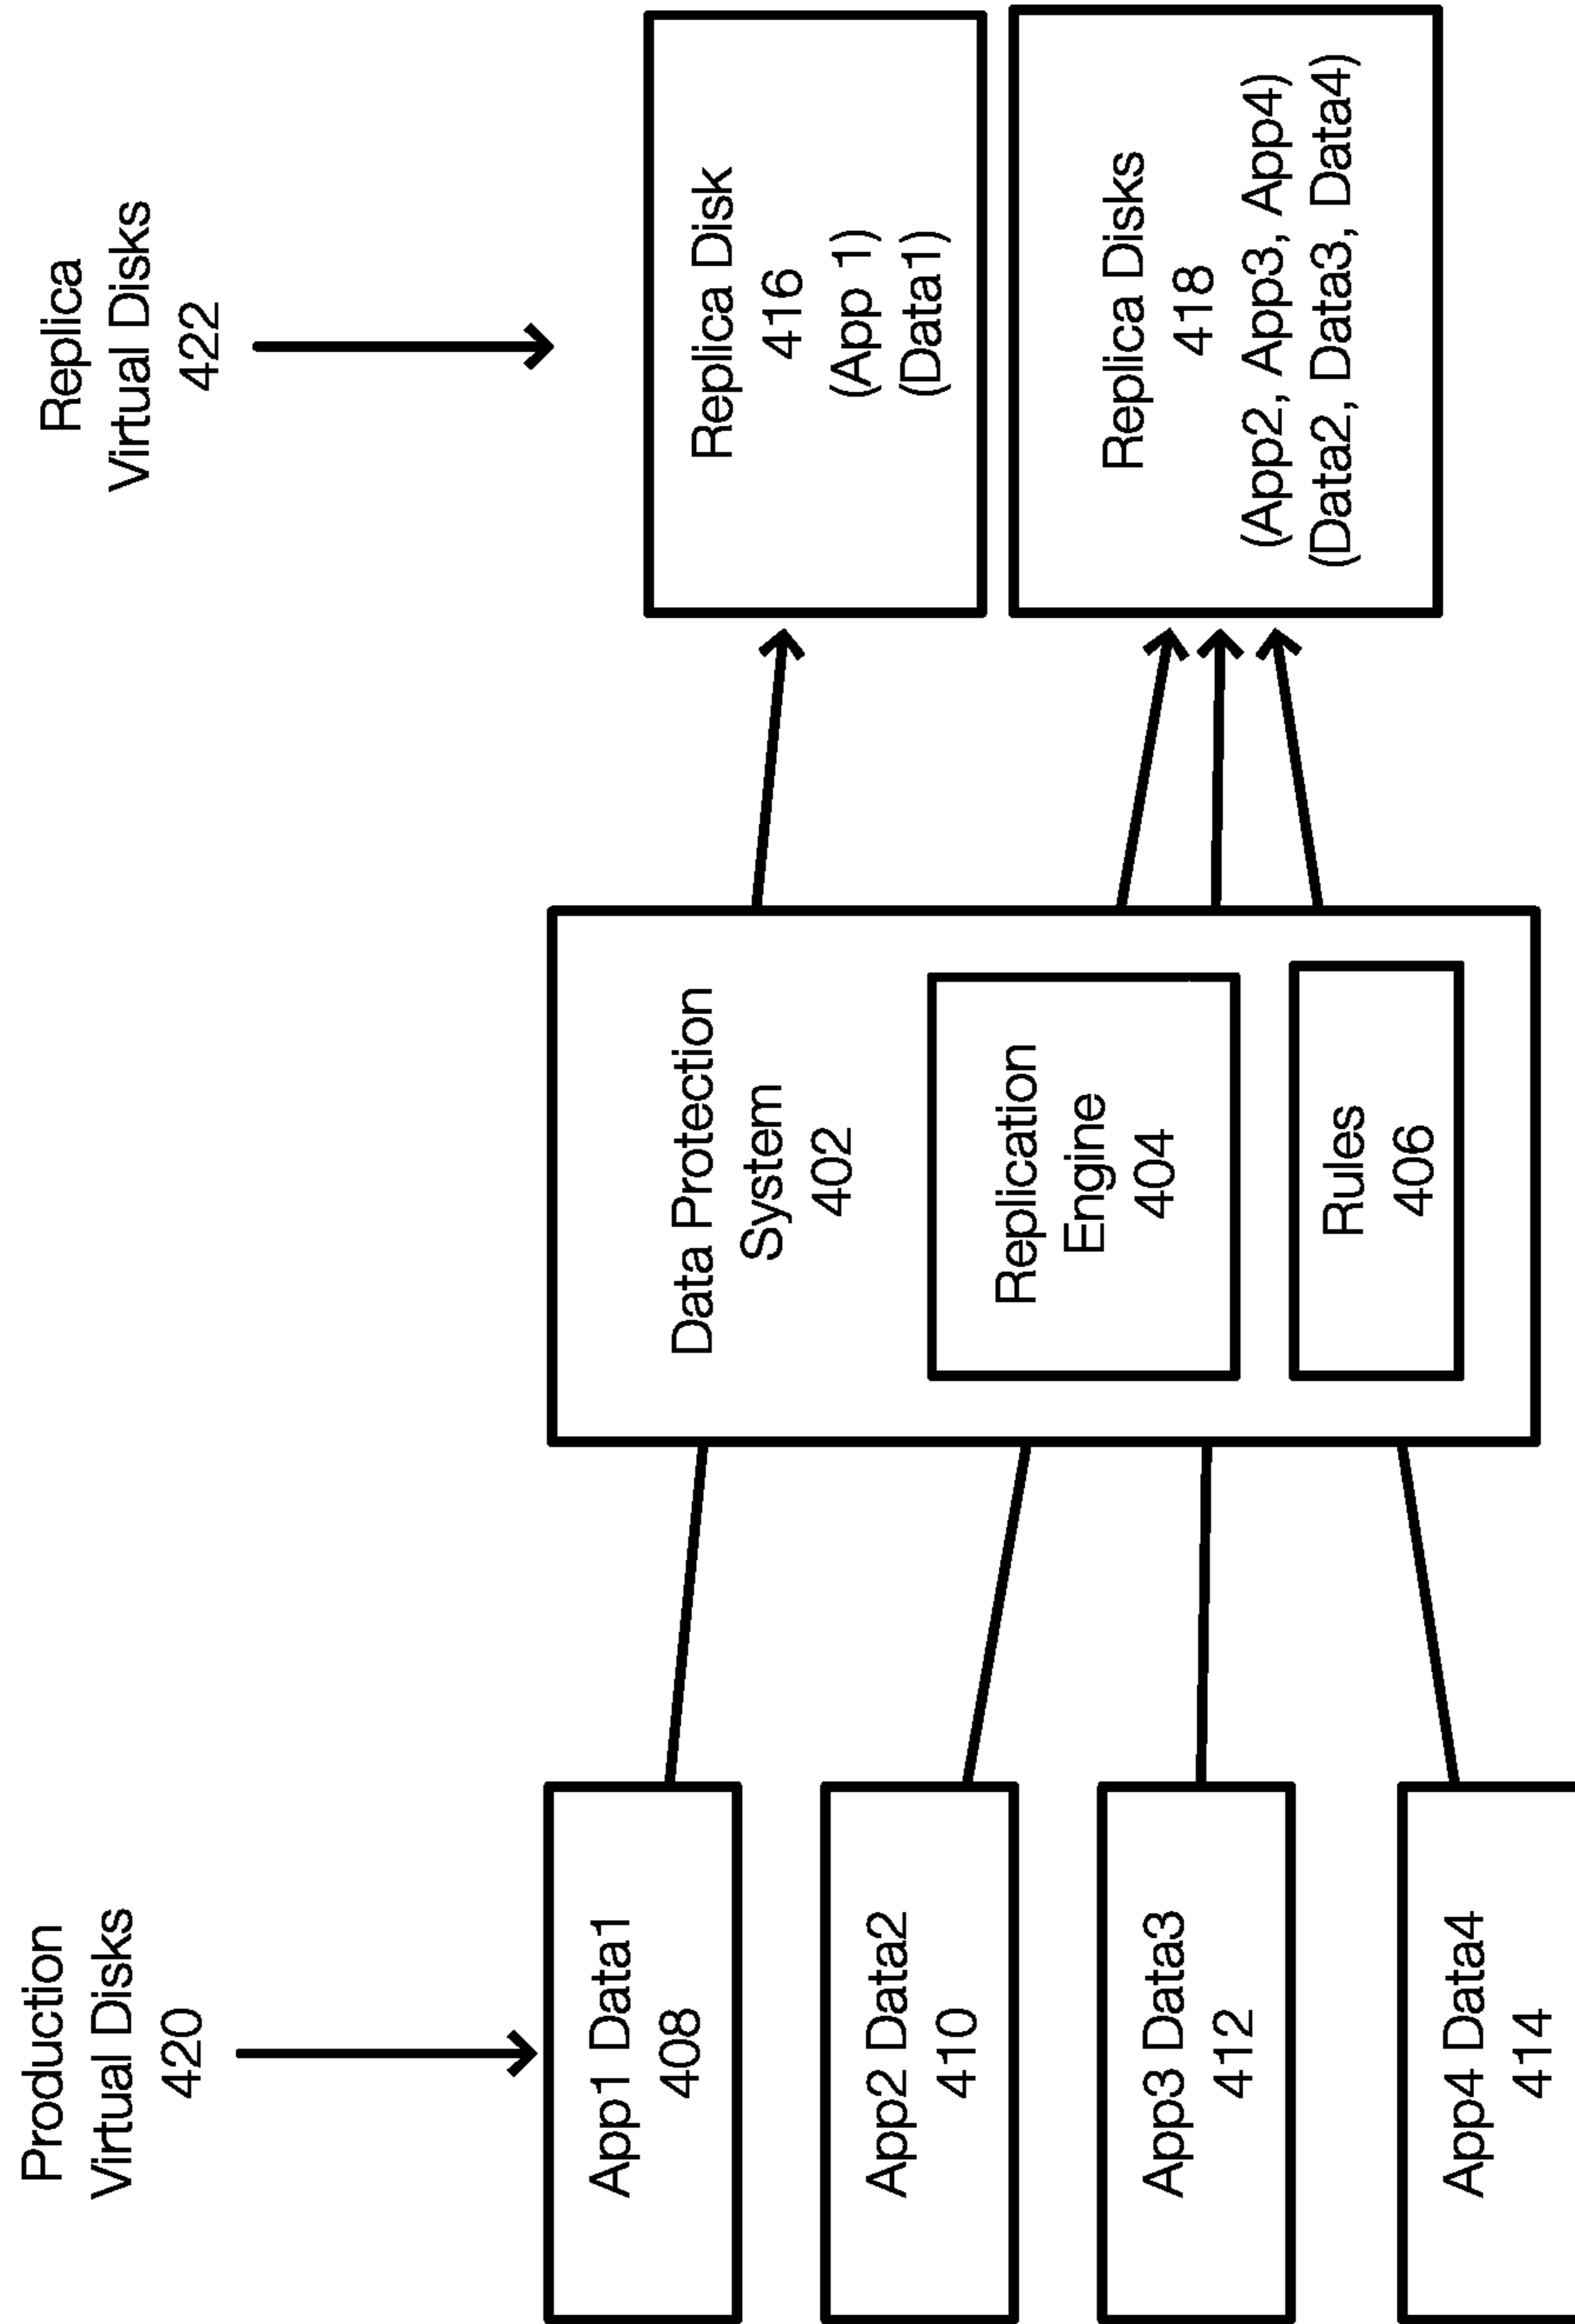 Production
Virtual Disks
420
App1 Data1
408
App2 Data2
410
App3 Data3
412
App4 Data4
414
Data Protection
System
402
Replication
Engine
404
Rules
406
Replica
Virtual Disks
422
Replica Disk
416
(App 1)
(Data1)
Replica Disks
418
(App2, App3, App4)
(Data2, Data3, Data4)